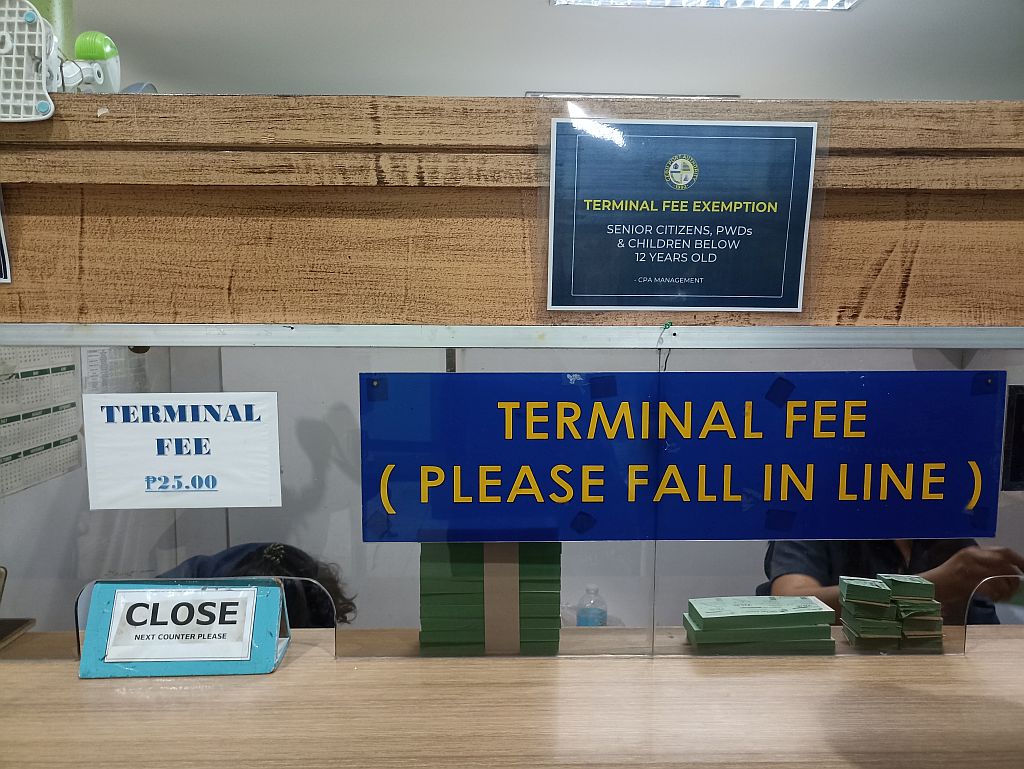 TERMINAL FEE EXEMPTION
SENIOR CITIZENS, PWDs
& CHILDREN BELOW
12 YEARS OLD
- CPA MANAGEMENT
TERMINAL
FEE
₱25.00
TERMINAL FEE
( PLEASE FALL IN LINE )
CLOSE
NEXT COUNTER PLEASE